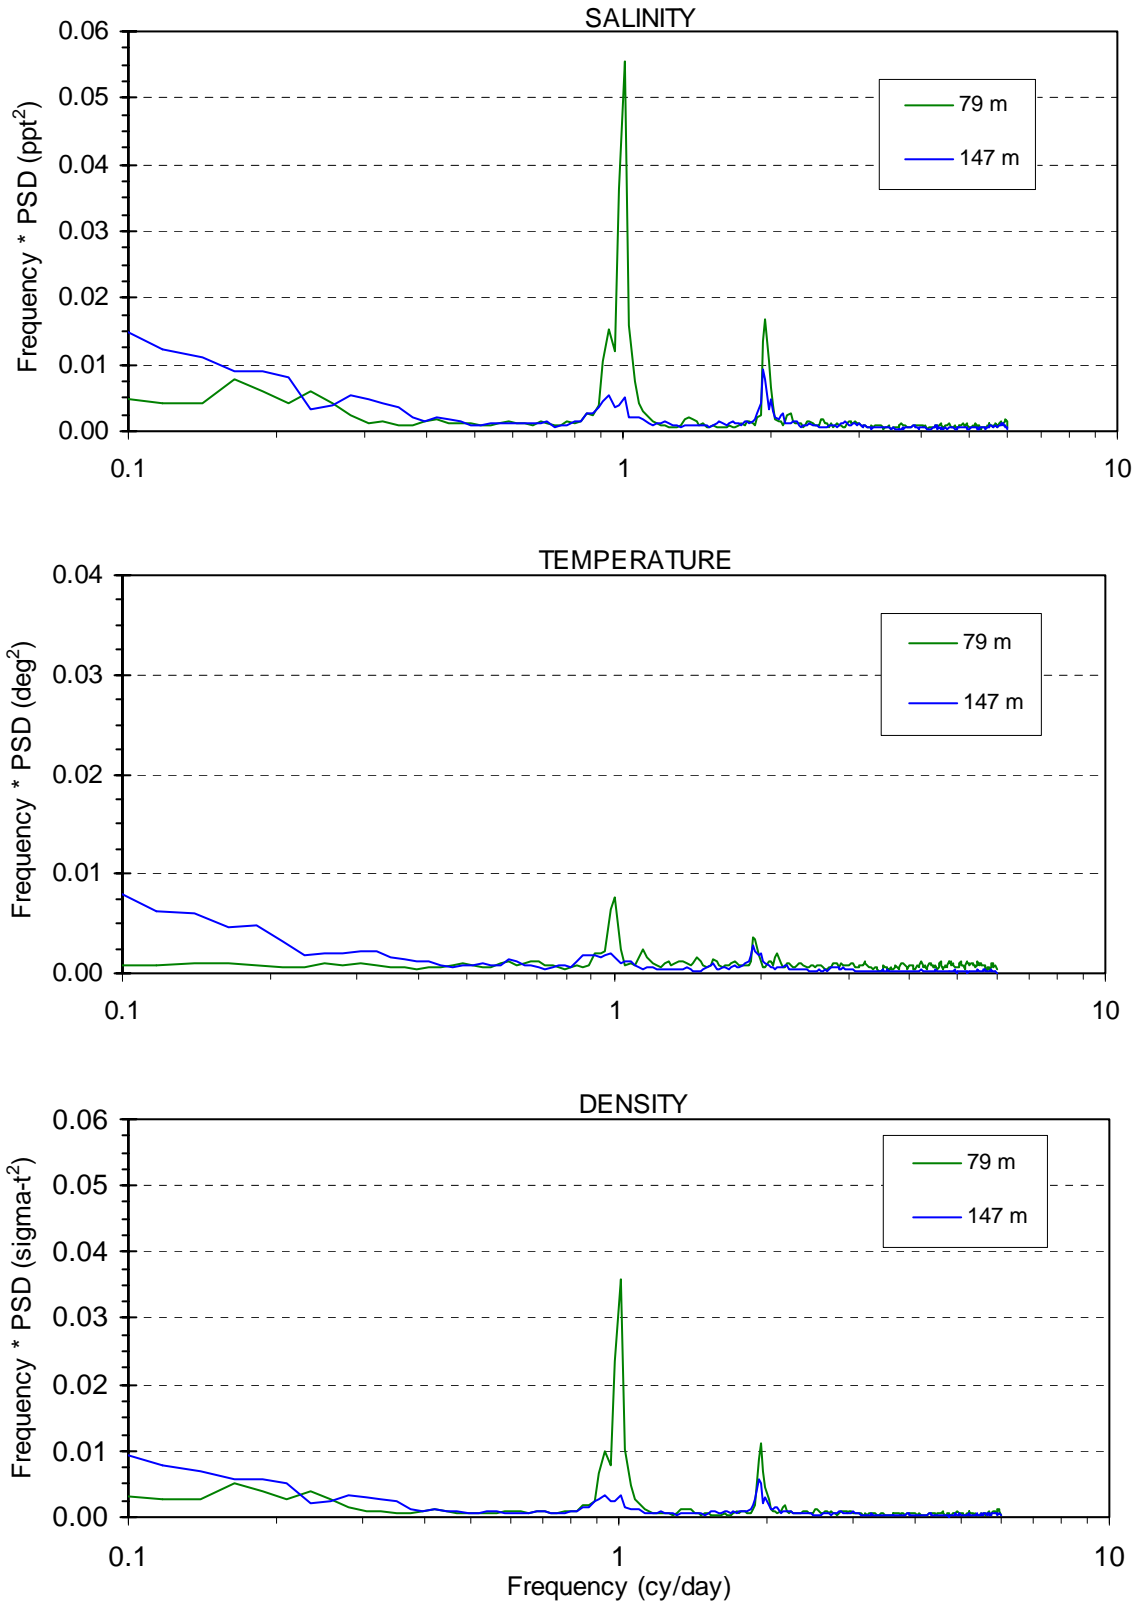 SALINITY
Frequency * PSD (ppt²)
0.06
0.05
0.04
0.03
0.02
0.01
0.00
79 m
147 m
0.1
1
10
TEMPERATURE
Frequency * PSD (deg²)
0.04
0.03
0.02
0.01
0.00
79 m
147 m
0.1
1
10
DENSITY
Frequency * PSD (sigma-t²)
0.06
0.05
0.04
0.03
0.02
0.01
0.00
79 m
147 m
0.1
1
10
Frequency (cy/day)